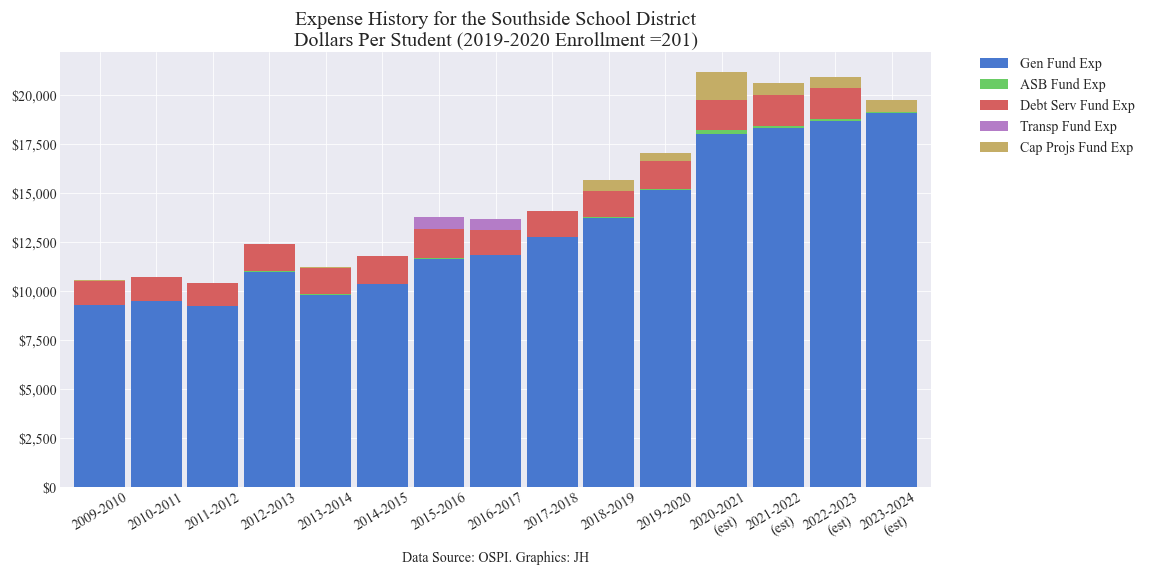 Expense History for the Southside School District
Dollars Per Student (2019-2020 Enrollment =201)
Gen Fund Exp
ASB Fund Exp
Debt Serv Fund Exp
Transp Fund Exp
Cap Projs Fund Exp
$20,000
$17,500
$15,000
$12,500
$10,000
$7,500
$5,000
$2,500
$0
2009-2010
2010-2011
2011-2012
2012-2013
2013-2014
2014-2015
2015-2016
2016-2017
2017-2018
2018-2019
2019-2020
2020-2021
(est)
2021-2022
(est)
2022-2023
(est)
2023-2024
(est)
Data Source: OSPI. Graphics: JH